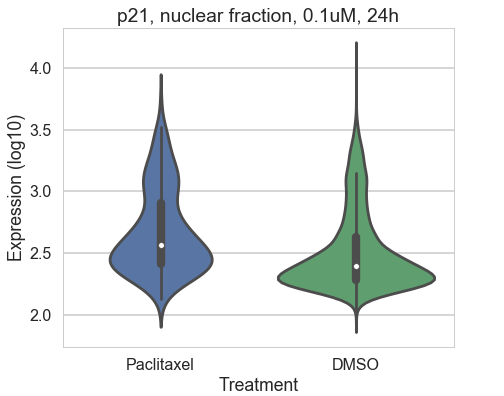 p21, nuclear fraction, 0.1uM, 24h
Expression (log10)
4.0
3.5
3.0
2.5
2.0
Paclitaxel DMSO
Treatment